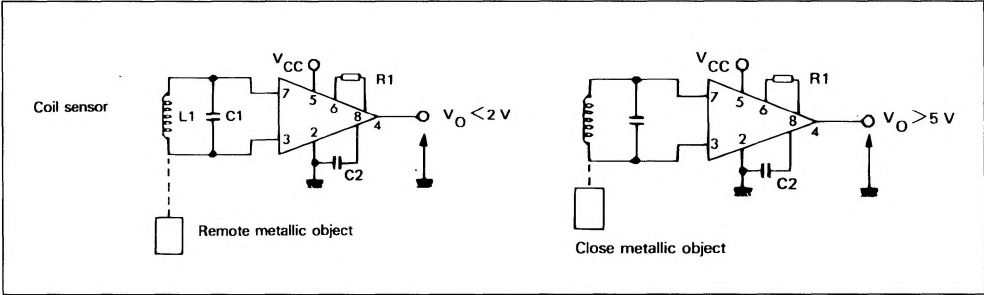 Coil sensor
L1
C1
VCC
7
3
5
6
2
8
4
R1
C2
VO <2 V
Remote metallic object
VCC
7
3
5
6
2
8
4
R1
C2
VO >5 V
Close metallic object